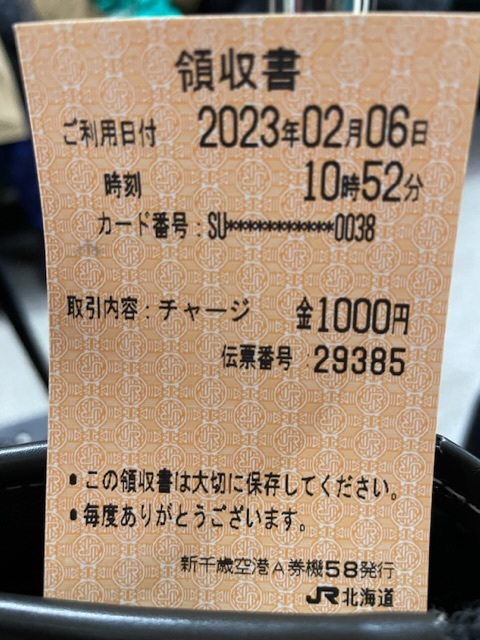 領収書
ご利用日付 2023年02月06日
時刻 10時52分
カード番号:SU***********0038
取引内容:チャージ 金1000円
伝票番号 29385
・この領収書は大切に保存してください。
・毎度ありがとうございます。
新千歳空港A券機58発行
JR北海道